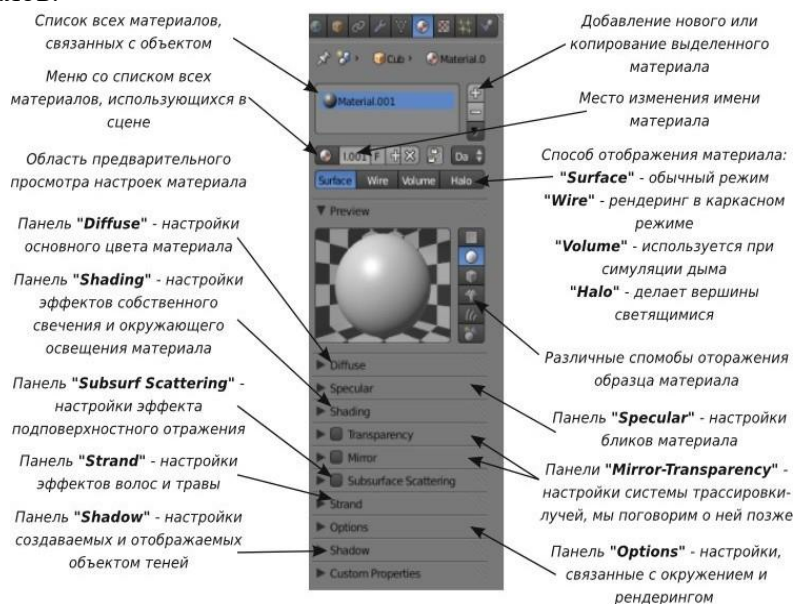 Список всех материалов,
связанных с объектом
Меню со списком всех
материалов, использующихся в
сцене
Область предварительного
просмотра настроек материала
Панель "Diffuse" - настройки
основного цвета материала
Панель "Shading" - настройки
эффектов собственного
свечения и окружающего
освещения материала
Панель "Subsurf Scattering" -
настройки эффекта
подповерхностного отражения
Панель "Strand" - настройки
эффектов волос и травы
Панель "Shadow" - настройки
создаваемых и отображаемых
объектом теней
Cub
Material.0
Material.001
.001 F
Da
Surface Wire Volume Halo
Preview
Diffuse
Specular
Shading
Transparency
Mirror
Subsurface Scattering
Strand
Options
Shadow
Custom Properties
Добавление нового или
копирование выделенного
материала
Место изменения имени
материала
Способ отображения материала:
"Surface" - обычный режим
"Wire" - рендеринг в каркасном
режиме
"Volume" - используется при
симуляции дыма
"Halo" - делает вершины
светящимися
Различные спомобы оторажения
образца материала
Панель "Specular" - настройки
бликов материала
Панели "Mirror-Transparency" -
настройки системы трассировки-
лучей, мы поговорим о ней позже
Панель "Options" - настройки,
связанные с окружением и
рендерингом